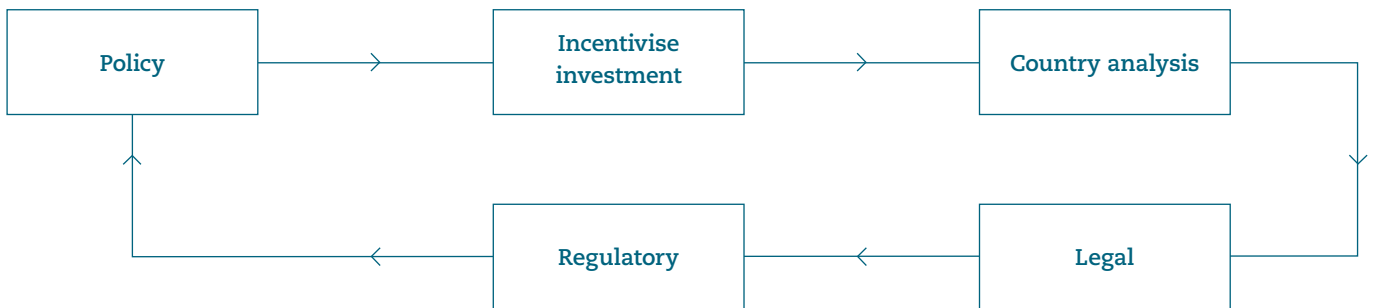 Policy
Incentivise
investment
Country analysis
Regulatory
Legal